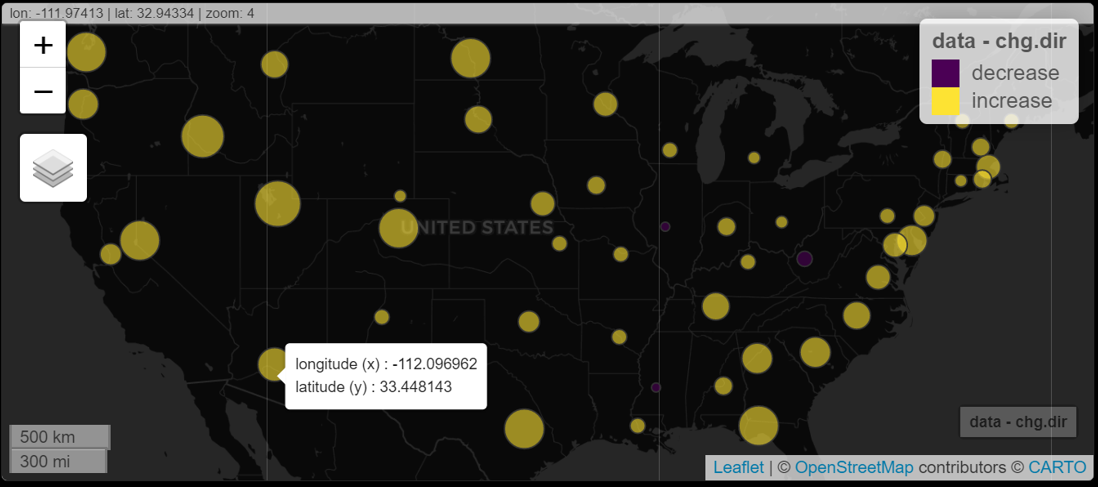 lon: -111.97413 | lat: 32.94334 | zoom: 4
+
−
data - chg.dir
decrease
increase
UNITED STATES
longitude (x) : -112.096962
latitude (y) : 33.448143
500 km
300 mi
data - chg.dir
Leaflet | © OpenStreetMap contributors © CARTO